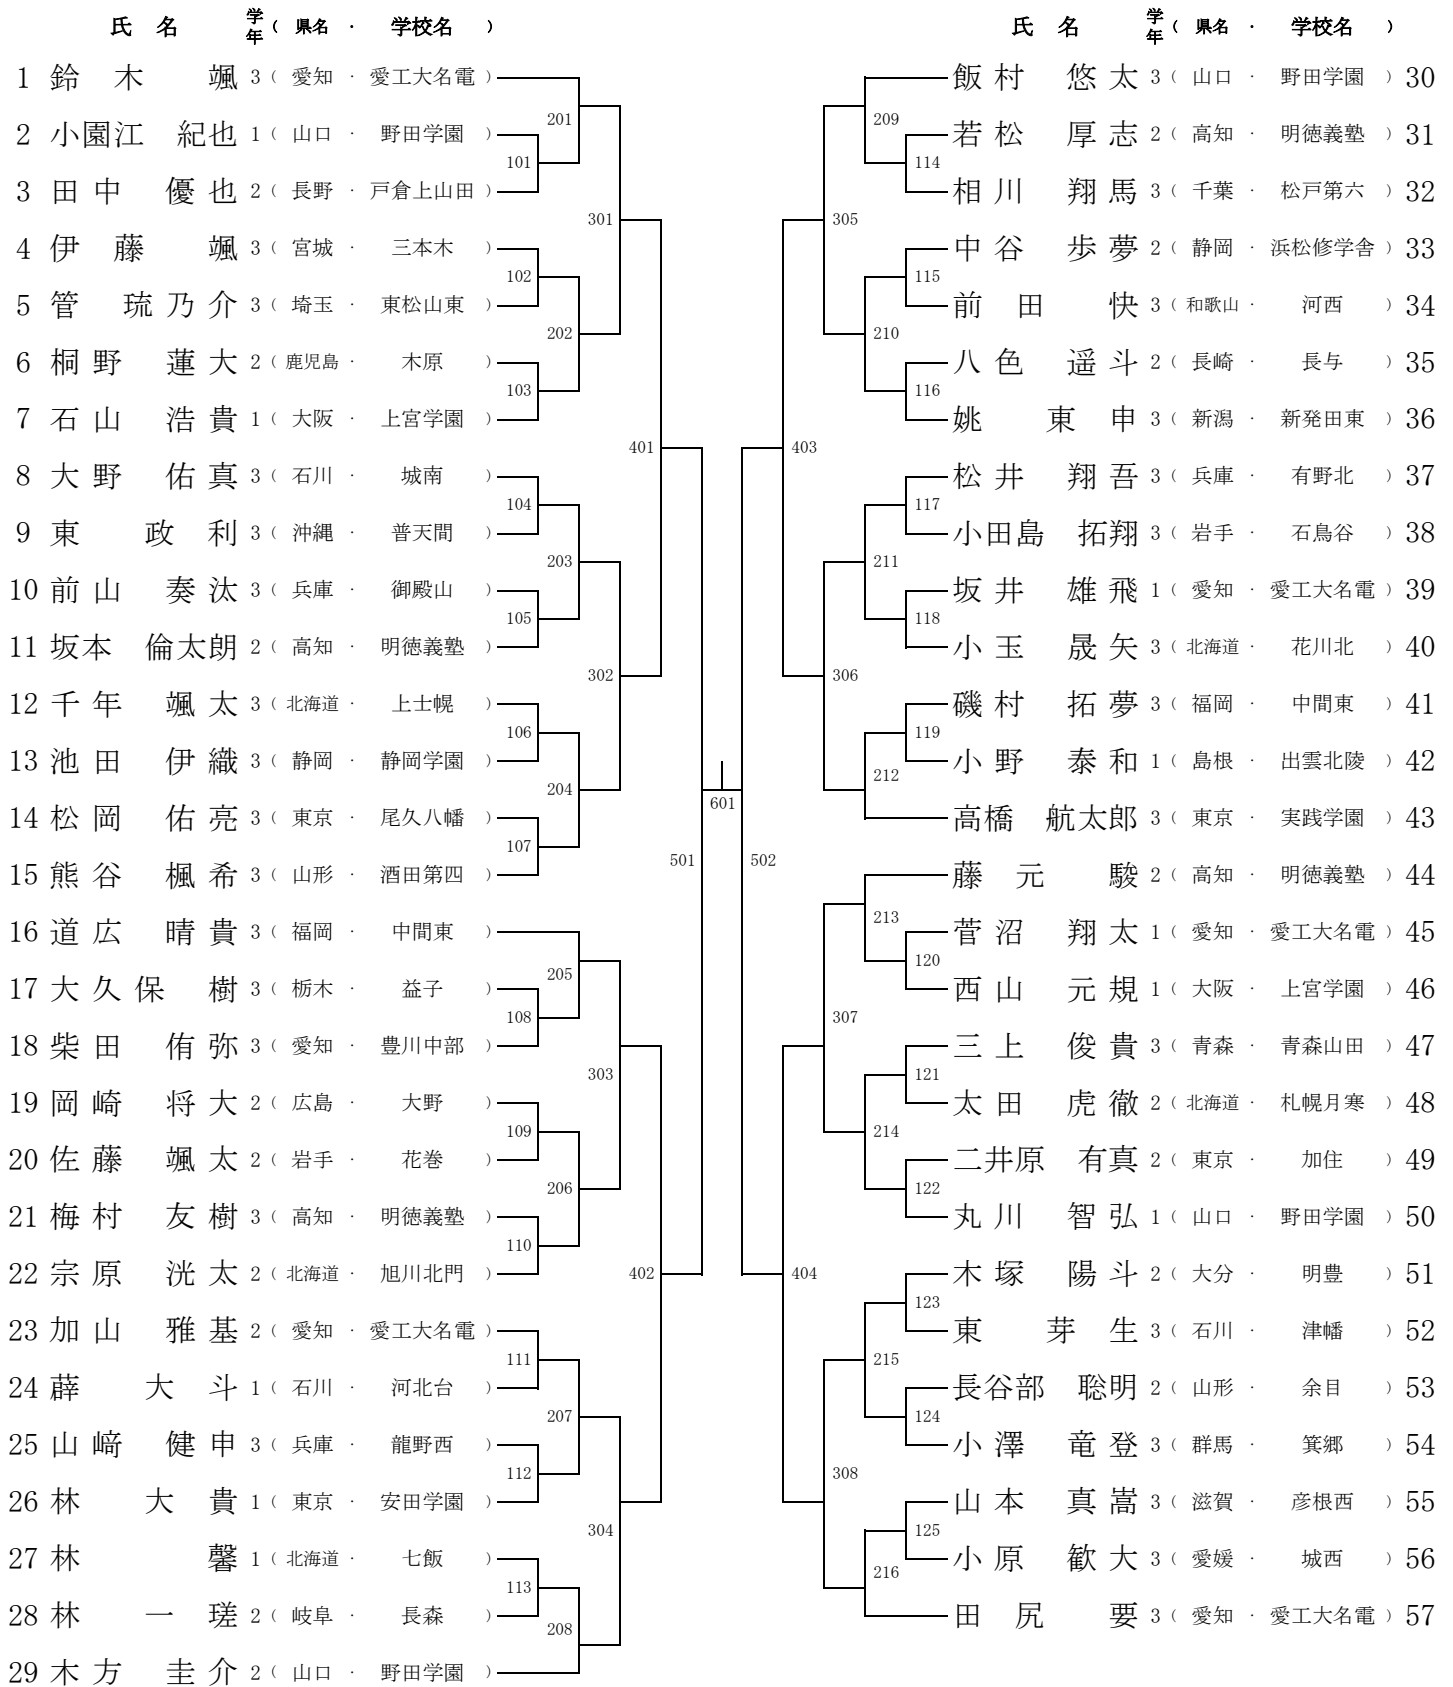 氏 名 学年 ( 県名 ・ 学校名 )
1 鈴木 颯 3 ( 愛知 ・ 愛工大名電 )
2 小園江 紀也 1 ( 山口 ・ 野田学園 )
3 田中 優也 2 ( 長野 ・ 戸倉上山田 )
4 伊藤 颯 3 ( 宮城 ・ 三本木 )
5 管 琉乃介 3 ( 埼玉 ・ 東松山東 )
6 桐野 蓮大 2 ( 鹿児島 ・ 木原 )
7 石山 浩貴 1 ( 大阪 ・ 上宮学園 )
8 大野 佑真 3 ( 石川 ・ 城南 )
9 東 政利 3 ( 沖縄 ・ 普天間 )
10 前山 奏汰 3 ( 兵庫 ・ 御殿山 )
11 坂本 倫太朗 2 ( 高知 ・ 明徳義塾 )
12 千年 颯太 3 ( 北海道 ・ 上士幌 )
13 池田 伊織 3 ( 静岡 ・ 静岡学園 )
14 松岡 佑亮 3 ( 東京 ・ 尾久八幡 )
15 熊谷 楓希 3 ( 山形 ・ 酒田第四 )
16 道広 晴貴 3 ( 福岡 ・ 中間東 )
17 大久保 樹 3 ( 栃木 ・ 益子 )
18 柴田 侑弥 3 ( 愛知 ・ 豊川中部 )
19 岡崎 将大 2 ( 広島 ・ 大野 )
20 佐藤 颯太 2 ( 岩手 ・ 花巻 )
21 梅村 友樹 3 ( 高知 ・ 明徳義塾 )
22 宗原 洸太 2 ( 北海道 ・ 旭川北門 )
23 加山 雅基 2 ( 愛知 ・ 愛工大名電 )
24 薛 大斗 1 ( 石川 ・ 河北台 )
25 山﨑 健申 3 ( 兵庫 ・ 龍野西 )
26 林 大貴 1 ( 東京 ・ 安田学園 )
27 林 馨 1 ( 北海道 ・ 七飯 )
28 林 一瑳 2 ( 岐阜 ・ 長森 )
29 木方 圭介 2 ( 山口 ・ 野田学園 )
101
102
103
104
105
106
107
108
109
110
111
112
113
201
202
203
204
205
206
207
208
301
302
303
304
401
402
501
601
502
403
404
305
306
307
308
209
210
211
212
213
214
215
216
114
115
116
117
118
119
120
121
122
123
124
125
氏 名 学年 ( 県名 ・ 学校名 )
飯村 悠太 3 ( 山口 ・ 野田学園 ) 30
若松 厚志 2 ( 高知 ・ 明徳義塾 ) 31
相川 翔馬 3 ( 千葉 ・ 松戸第六 ) 32
中谷 歩夢 2 ( 静岡 ・ 浜松修学舎 ) 33
前田 快 3 ( 和歌山 ・ 河西 ) 34
八色 遥斗 2 ( 長崎 ・ 長与 ) 35
姚 東申 3 ( 新潟 ・ 新発田東 ) 36
松井 翔吾 3 ( 兵庫 ・ 有野北 ) 37
小田島 拓翔 3 ( 岩手 ・ 石鳥谷 ) 38
坂井 雄飛 1 ( 愛知 ・ 愛工大名電 ) 39
小玉 晟矢 3 ( 北海道 ・ 花川北 ) 40
磯村 拓夢 3 ( 福岡 ・ 中間東 ) 41
小野 泰和 1 ( 島根 ・ 出雲北陵 ) 42
高橋 航太郎 3 ( 東京 ・ 実践学園 ) 43
藤元 駿 2 ( 高知 ・ 明徳義塾 ) 44
菅沼 翔太 1 ( 愛知 ・ 愛工大名電 ) 45
西山 元規 1 ( 大阪 ・ 上宮学園 ) 46
三上 俊貴 3 ( 青森 ・ 青森山田 ) 47
太田 虎徹 2 ( 北海道 ・ 札幌月寒 ) 48
二井原 有真 2 ( 東京 ・ 加住 ) 49
丸川 智弘 1 ( 山口 ・ 野田学園 ) 50
木塚 陽斗 2 ( 大分 ・ 明豊 ) 51
東 芽生 3 ( 石川 ・ 津幡 ) 52
長谷部 聡明 2 ( 山形 ・ 余目 ) 53
小澤 竜登 3 ( 群馬 ・ 箕郷 ) 54
山本 真嵩 3 ( 滋賀 ・ 彦根西 ) 55
小原 歓大 3 ( 愛媛 ・ 城西 ) 56
田尻 要 3 ( 愛知 ・ 愛工大名電 ) 57